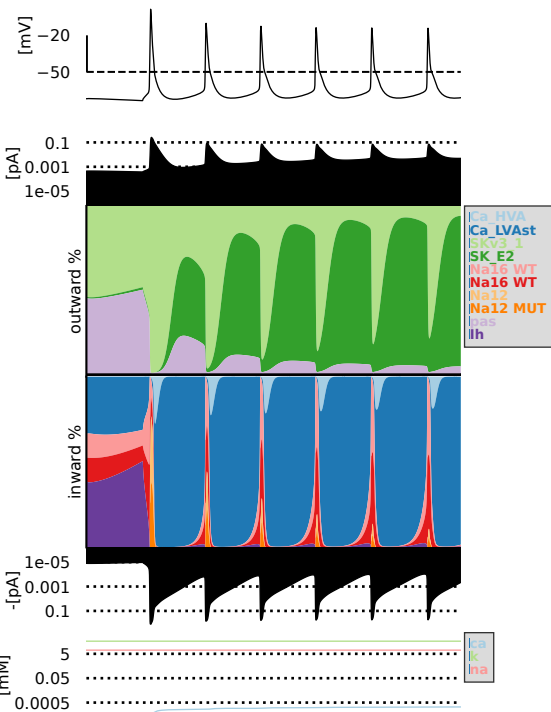 [mV]
−20
−50
[pA]
0.1
0.001
1e-05
outward %
Ca_HVA
Ca_LVAst
SKv3_1
SK_E2
Na16 WT
Na16 WT
Na12
Na12 MUT
pas
Ih
inward %
-[pA]
1e-05
0.001
0.1
[mM]
5
0.05
0.0005
ca
k
na